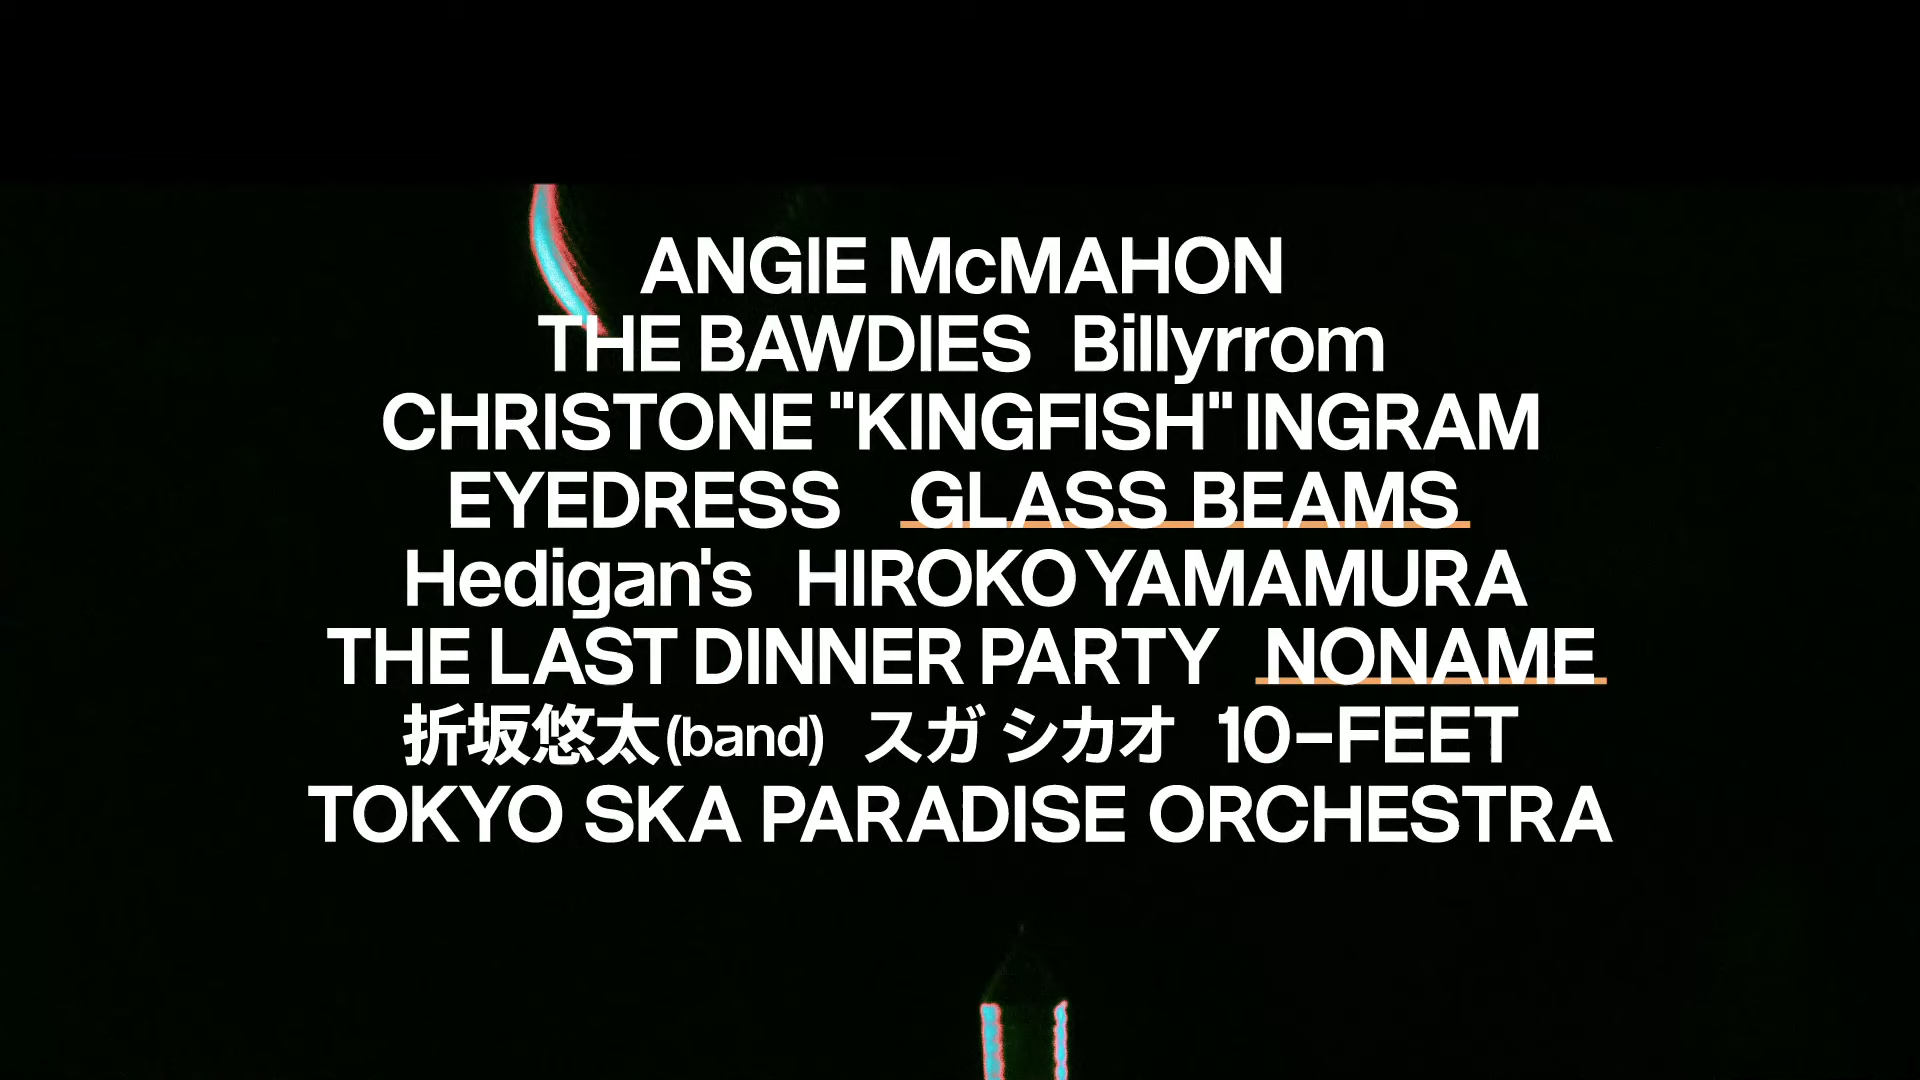 ANGIE McMAHON
THE BAWDIES Billyrrom
CHRISTONE "KINGFISH" INGRAM
EYEDRESS GLASS BEAMS
Hedigan's HIROKO YAMAMURA
THE LAST DINNER PARTY NONAME
折坂悠太(band) スガ シカオ 10-FEET
TOKYO SKA PARADISE ORCHESTRA